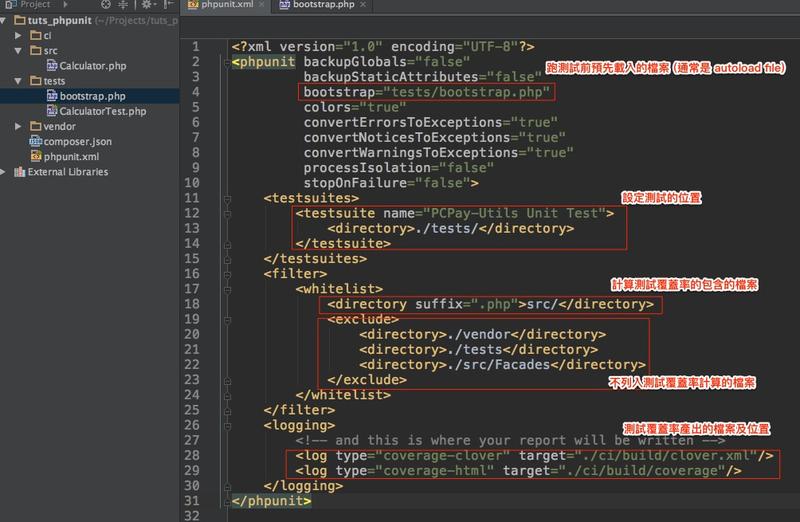 phpunit.xml
bootstrap.php
tuts_phpunit (~/Projects/tuts_p
ci
src
Calculator.php
tests
bootstrap.php
CalculatorTest.php
vendor
composer.json
phpunit.xml
External Libraries
1 <?xml version="1.0" encoding="UTF-8"?>
2 <phpunit backupGlobals="false"
3 backupStaticAttributes="false"
跑測試前預先載入的檔案 (通常是 autoload file)
4 bootstrap="tests/bootstrap.php"
5 colors="true"
6 convertErrorsToExceptions="true"
7 convertNoticesToExceptions="true"
8 convertWarningsToExceptions="true"
9 processIsolation="false"
10 stopOnFailure="false">
11 <testsuites>
設定測試的位置
12 <testsuite name="PCPay-Utils Unit Test">
13 <directory>./tests/</directory>
14 </testsuite>
15 </testsuites>
16 <filter>
17 <whitelist>
計算測試覆蓋率的包含的檔案
18 <directory suffix=".php">src/</directory>
19 <exclude>
20 <directory>./vendor</directory>
21 <directory>./tests</directory>
22 <directory>./src/Facades</directory>
23 </exclude>
不列入測試覆蓋率計算的檔案
24 </whitelist>
25 </filter>
26 <logging>
測試覆蓋率產出的檔案及位置
27 <!-- and this is where your report will be written -->
28 <log type="coverage-clover" target="./ci/build/clover.xml"/>
29 <log type="coverage-html" target="./ci/build/coverage"/>
30 </logging>
31 </phpunit>
32